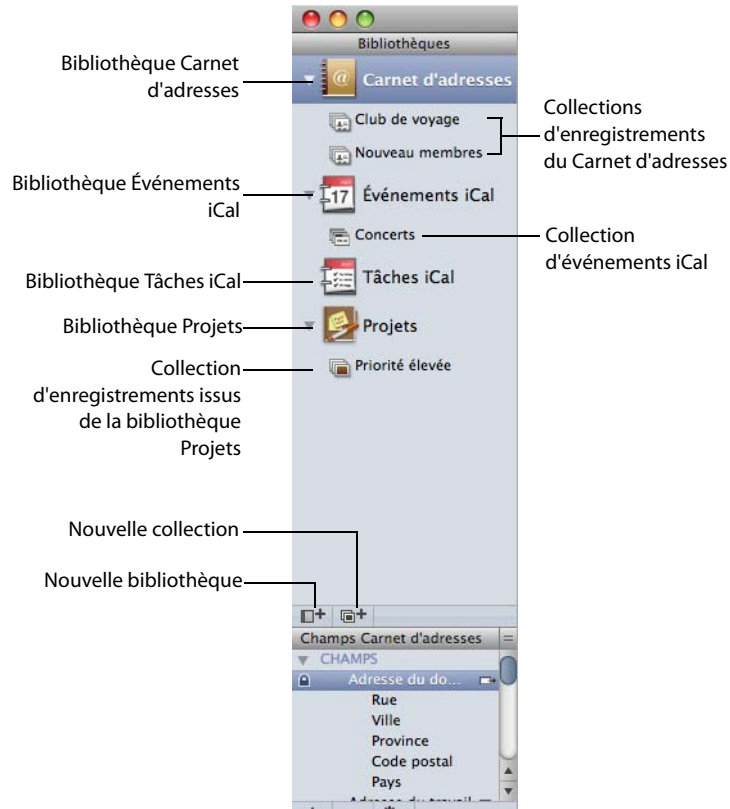 Bibliothèques
Bibliothèque Carnet
d'adresses
Carnet d'adresses
Club de voyage
Nouveau membres
Collections
d'enregistrements
du Carnet d'adresses
Bibliothèque Événements
iCal
17
Événements iCal
Concerts
Collection
d'événements iCal
Bibliothèque Tâches iCal
Tâches iCal
Bibliothèque Projets
Projets
Collection
d'enregistrements issus
de la bibliothèque
Projets
Priorité élevée
Nouvelle collection
Nouvelle bibliothèque
Champs Carnet d'adresses
CHAMPS
Adresse du do...
Rue
Ville
Province
Code postal
Pays
Adresse du travail